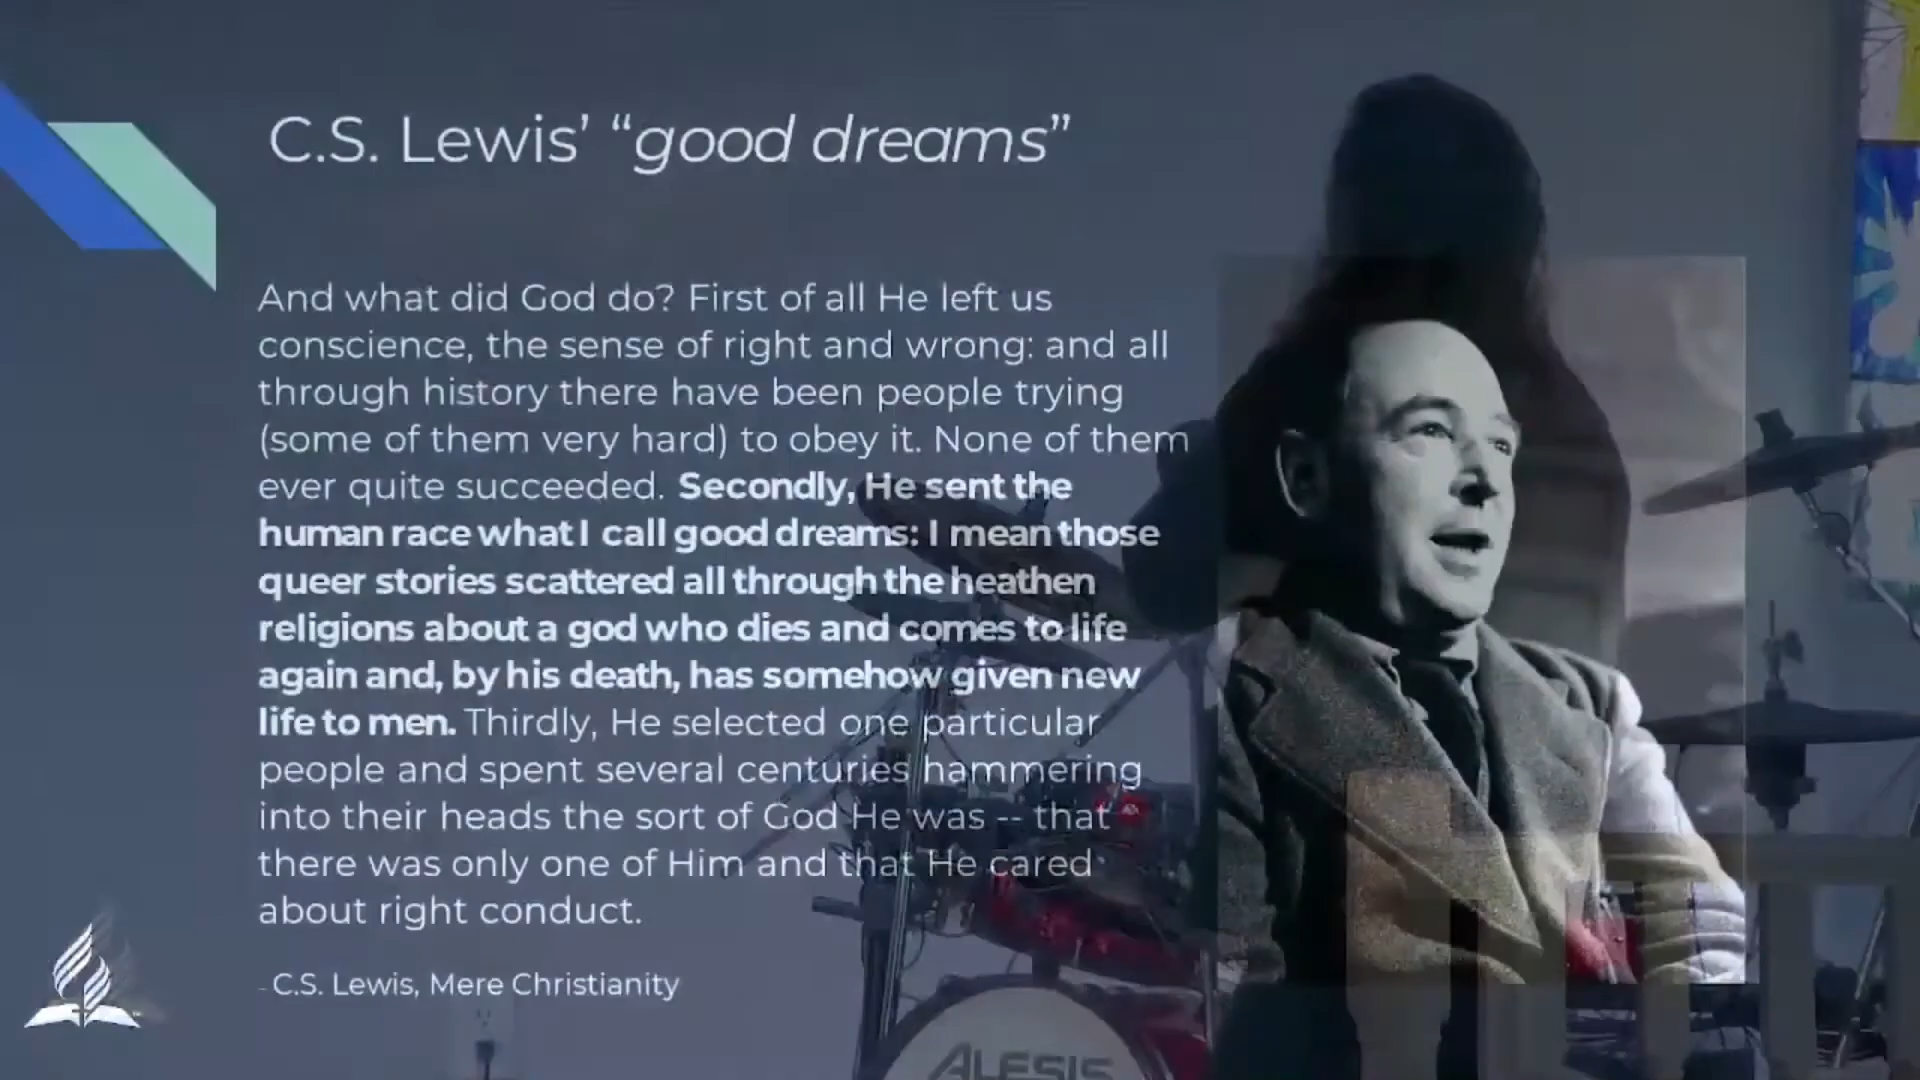 C.S. Lewis’ “good dreams”
And what did God do? First of all He left us
conscience, the sense of right and wrong: and all
through history there have been people trying
(some of them very hard) to obey it. None of them
ever quite succeeded. Secondly, He sent the
human race what I call good dreams: I mean those
queer stories scattered all through the heathen
religions about a god who dies and comes to life
again and, by his death, has somehow given new
life to men. Thirdly, He selected one particular
people and spent several centuries hammering
into their heads the sort of God He was -- that
there was only one of Him and that He cared
about right conduct.
- C.S. Lewis, Mere Christianity
ALESIS